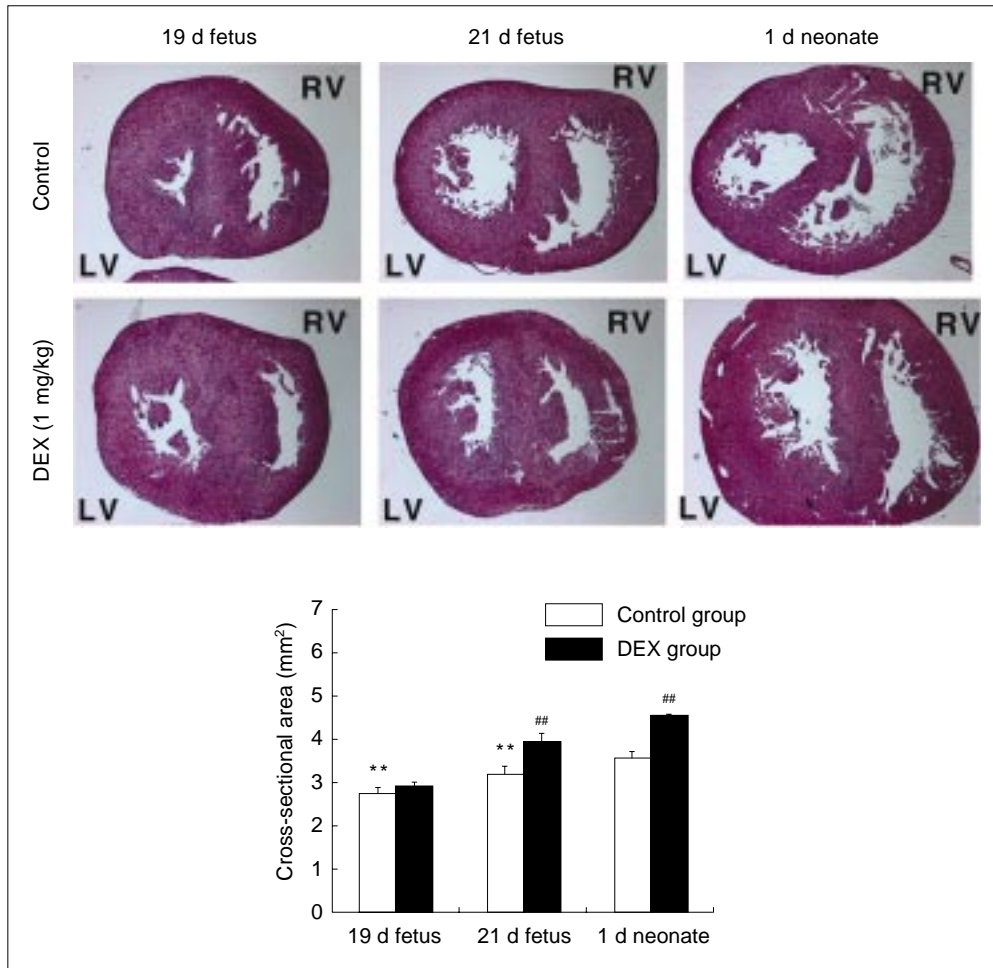 19 d fetus 21 d fetus 1 d neonate
Control
RV RV RV
LV LV LV
DEX (1 mg/kg)
RV RV RV
LV LV LV
Cross-sectional area (mm²)
7
6
5
4
3
2
1
0
Control group
DEX group
** ** ## ##
19 d fetus 21 d fetus 1 d neonate